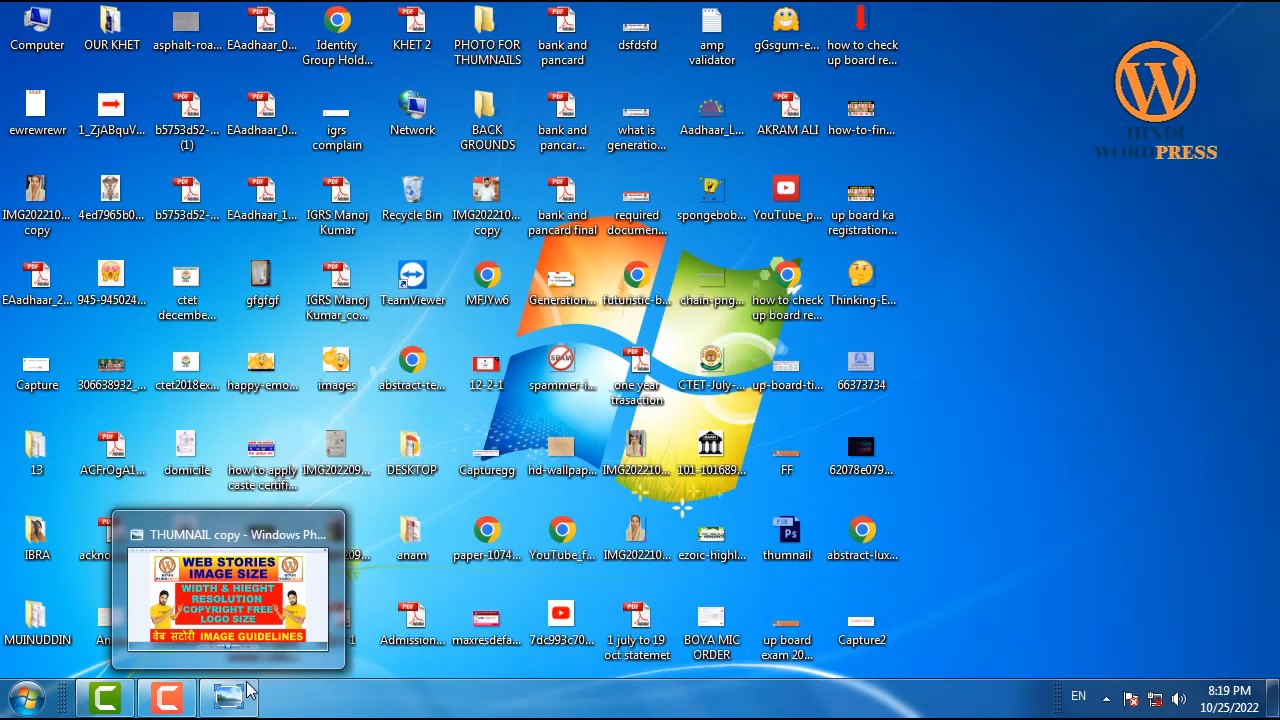 Computer
OUR KHET
asphalt-roa...
EAadhaar_0...
Identity
Group Hold...
KHET 2
PHOTO FOR
THUMNAILS
bank and
pancard
dsfdsfd
amp
validator
gGsgum-e...
how to check
up board re...
HINDI
WORDPRESS
ewrewrewr
1_ZjABquV...
b5753d52-...
(1)
EAadhaar_0...
igrs
complain
Network
BACK
GROUNDS
bank and
pancar...
what is
generatio...
Aadhaar_L...
AKRAM ALI
how-to-fin...
IMG202210...
copy
4ed7965b0...
b5753d52-...
EAadhaar_1...
IGRS Manoj
Kumar
Recycle Bin
IMG202210...
copy
bank and
pancard final
required
documen...
spongebob...
YouTube_p...
up board ka
registration...
EAadhaar_2...
945-945024...
ctet
decembe...
gfgfgf
IGRS Manoj
Kumar_co...
TeamViewer
MFJYw6
Generation...
futuristic-b...
chain-png...
how to check
up board re...
Thinking-E...
Capture
306638932_...
ctet2018ex...
happy-emo...
images
abstract-te...
12-2-1
SPAM
spammer-i...
one year
trasaction
CTET-July-...
up-board-ti...
66373734
13
ACFrOgA1...
domicile
how to apply
caste certifi...
IMG202209...
DESKTOP
Capturegg
hd-wallpap...
IMG202210...
101-101689...
FF
62078e079...
IBRA
ackno
209...
anam
paper-1074...
YouTube_f...
IMG202210...
ezoic-highl...
thumnail
abstract-lux...
THUMNAIL copy - Windows Ph...
WEB STORIES
IMAGE SIZE
WIDTH & HIEGHT
RESOLUTION
COPYRIGHT FREE
LOGO SIZE
वेब सटोरी IMAGE GUIDELINES
MUINUDDIN
An
1
Admission...
maxresdefa...
7dc993c70...
1 july to 19
oct statemet
BOYA MIC
ORDER
up board
exam 20...
Capture2
EN
8:19 PM
10/25/2022